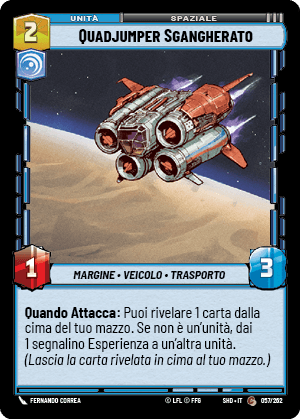 UNITÀ
SPAZIALE
2
QUADJUMPER SGANGHERATO
1
3
MARGINE • VEICOLO • TRASPORTO
Quando Attacca: Puoi rivelare 1 carta dalla
cima del tuo mazzo. Se non è un’unità, dai
1 segnalino Esperienza a un’altra unità.
(Lascia la carta rivelata in cima al tuo mazzo.)
FERNANDO CORREA
© LFL © FFG
SHD • IT
057/262